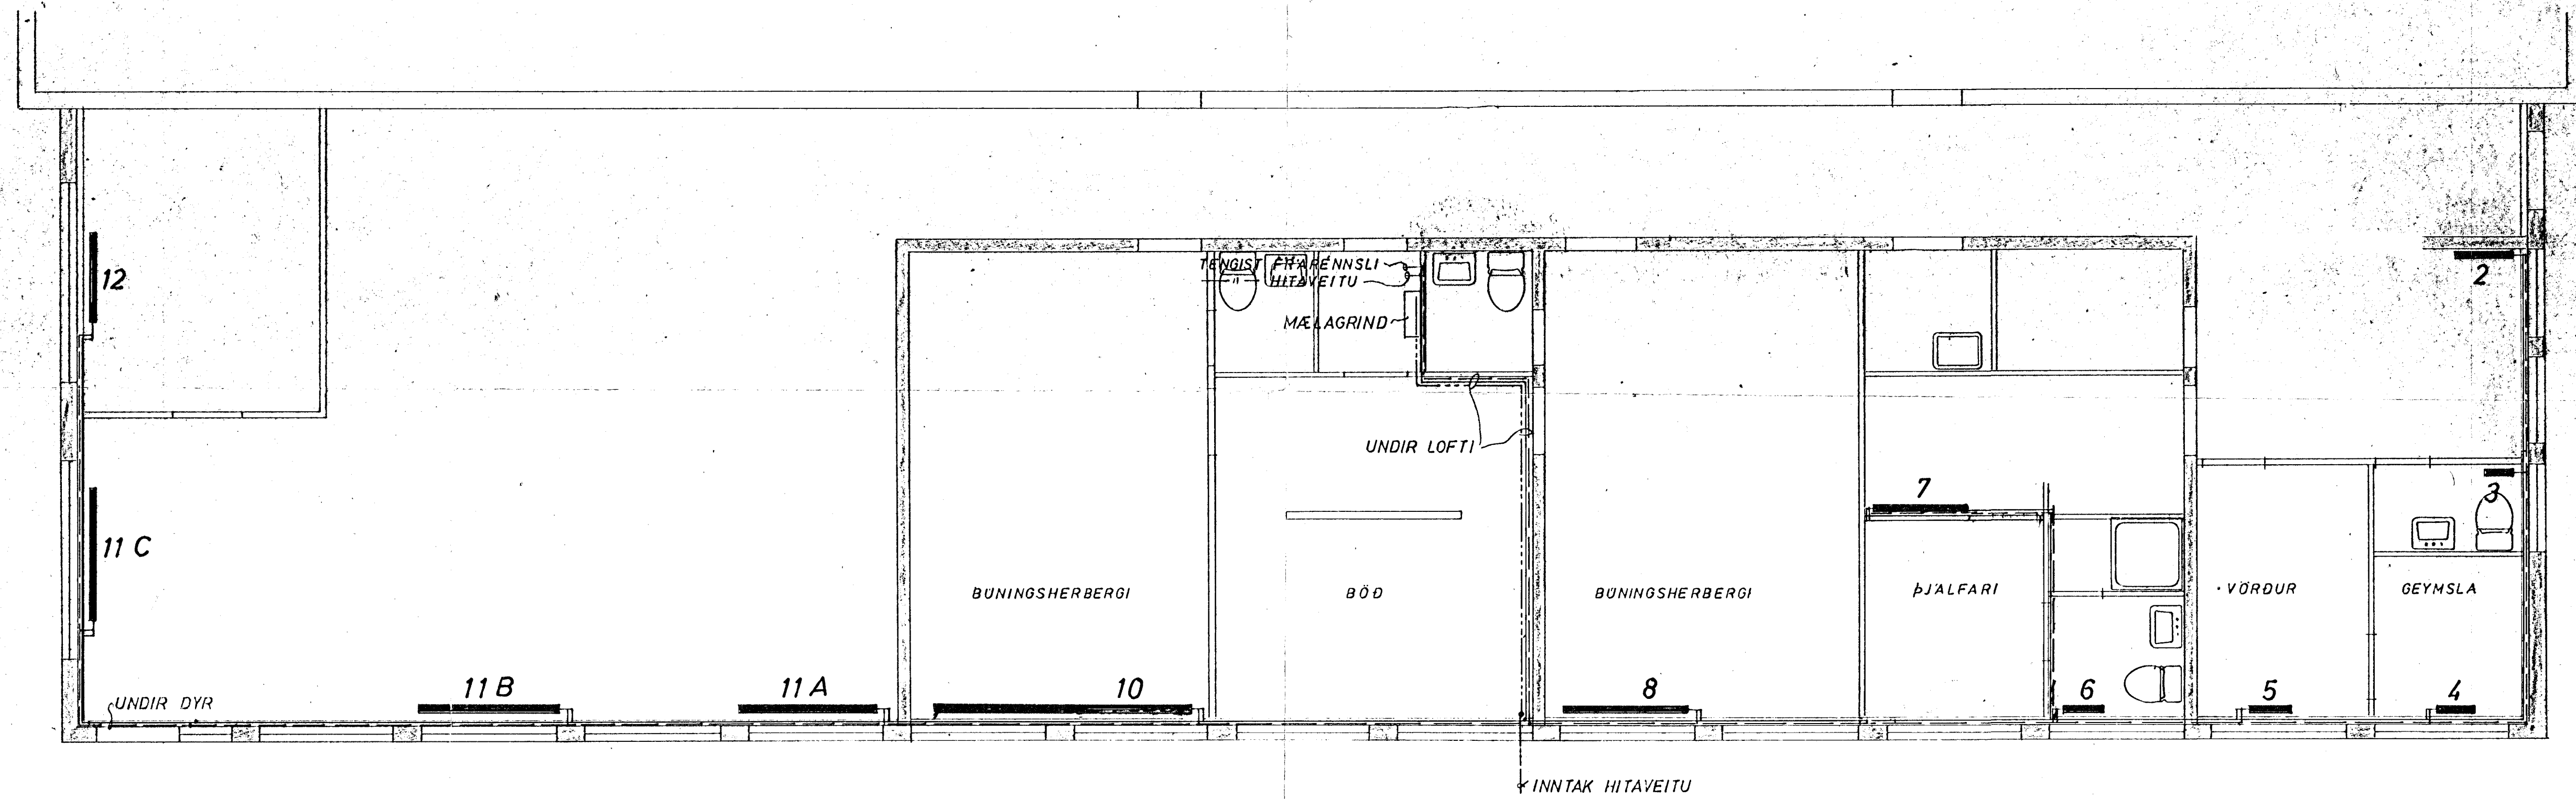 TENGIST FRÁRENNSLI
— " — HITAVEITU
MÆLAGRIND
12
2
UNDIR LOFTI
7
3
11 C
BÚNINGSHERBERGI
BÖÐ
BÚNINGSHERBERGI
ÞJÁLFARI
VÖRÐUR
GEYMSLA
UNDIR DYR
11 B
11 A
10
8
6
5
4
INNTAK HITAVEITU